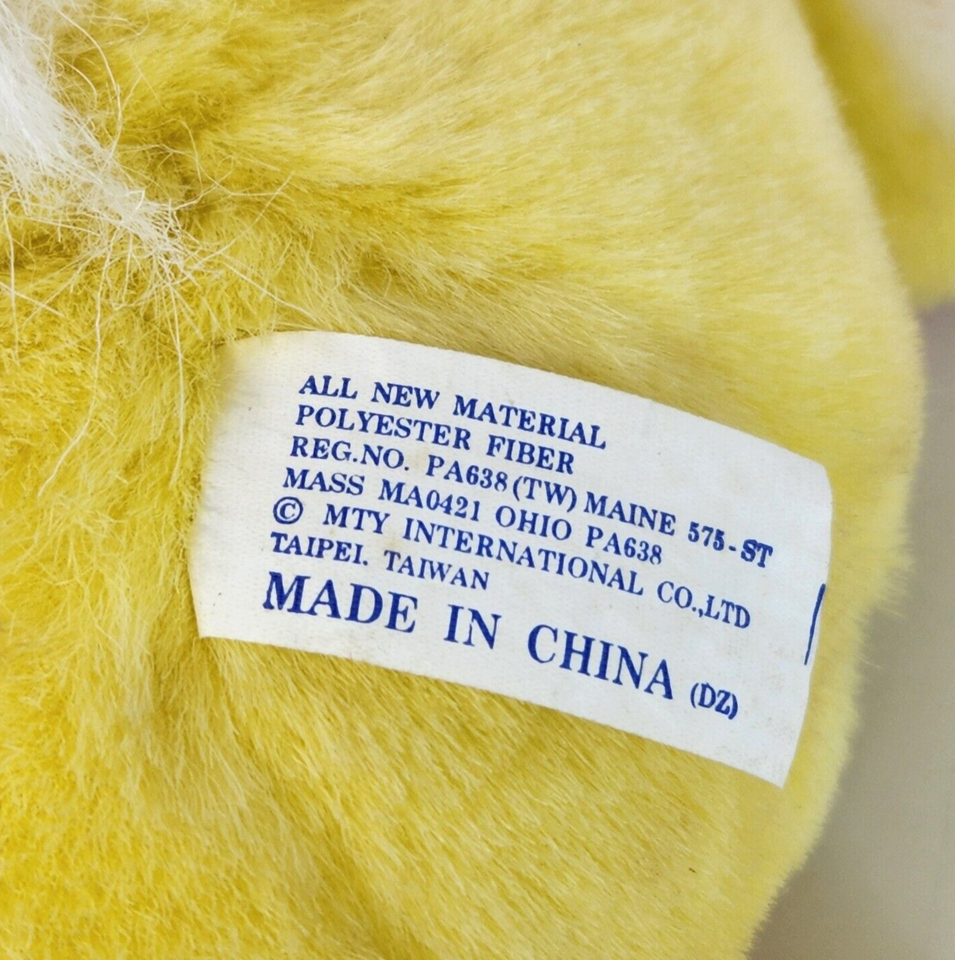 ALL NEW MATERIAL
POLYESTER FIBER
REG.NO. PA638(TW) MAINE 575-ST
MASS MA0421 OHIO PA638
© MTY INTERNATIONAL CO.,LTD
TAIPEI. TAIWAN
MADE IN CHINA (DZ)